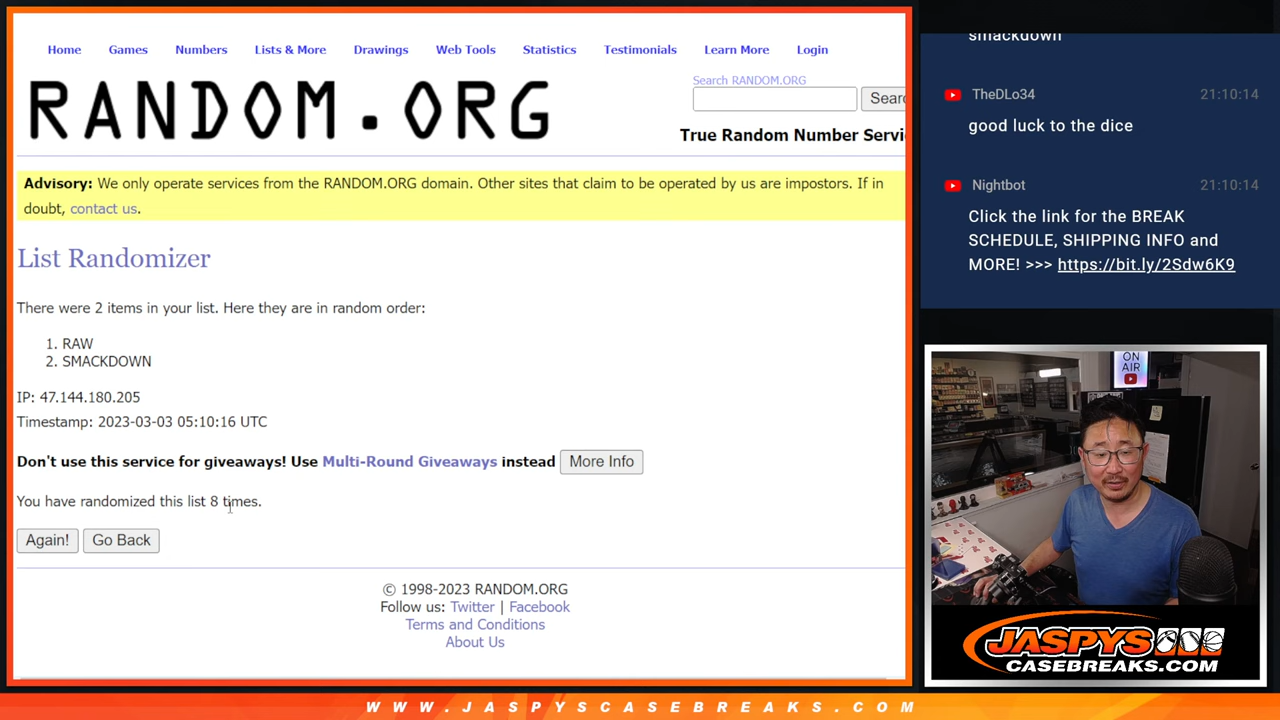 Home Games Numbers Lists & More Drawings Web Tools Statistics Testimonials Learn More Login
RANDOM.ORG
Search RANDOM.ORG
Searc
True Random Number Servi
Advisory: We only operate services from the RANDOM.ORG domain. Other sites that claim to be operated by us are impostors. If in
doubt, contact us.
List Randomizer
There were 2 items in your list. Here they are in random order:
1. RAW
2. SMACKDOWN
IP: 47.144.180.205
Timestamp: 2023-03-03 05:10:16 UTC
Don't use this service for giveaways! Use Multi-Round Giveaways instead More Info
You have randomized this list 8 times.
Again! Go Back
© 1998-2023 RANDOM.ORG
Follow us: Twitter | Facebook
Terms and Conditions
About Us
smackdown
TheDLo34 21:10:14
good luck to the dice
Nightbot 21:10:14
Click the link for the BREAK
SCHEDULE, SHIPPING INFO and
MORE! >>> https://bit.ly/2Sdw6K9
ON
AIR
JASPYS
CASEBREAKS.COM
WWW.JASPYSCASEBREAKS.COM